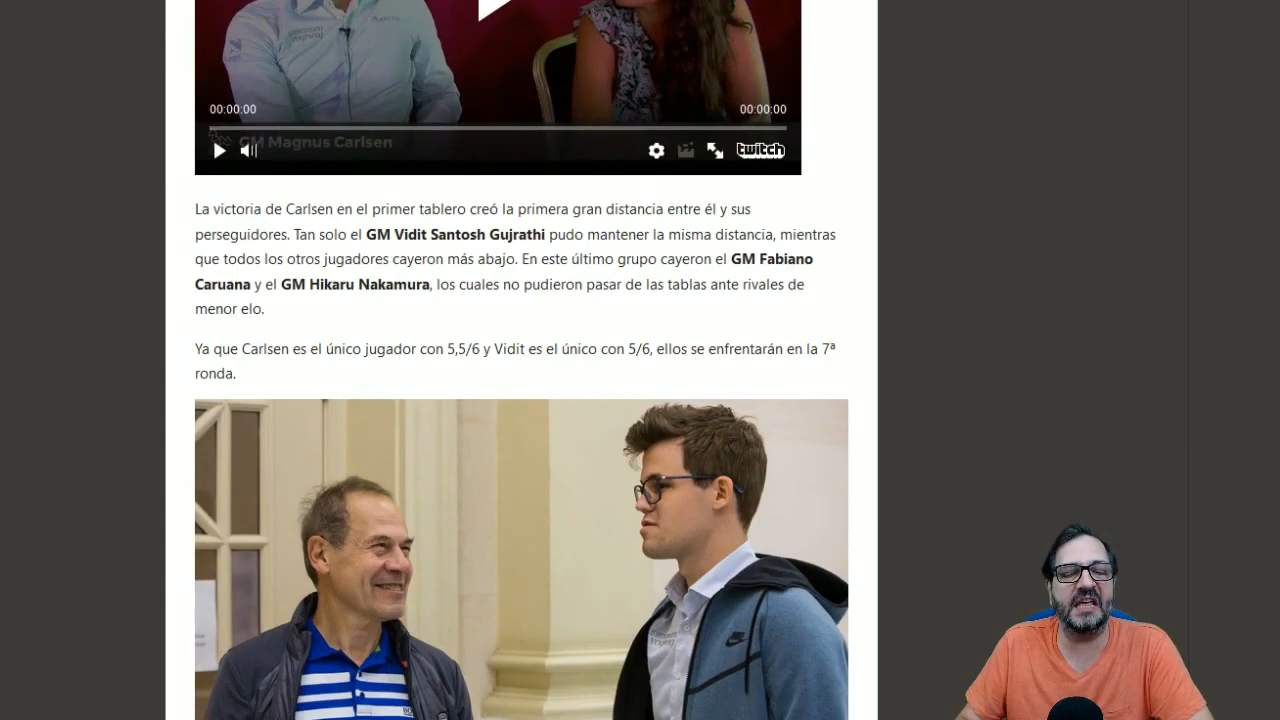 00:00:00
00:00:00
GM Magnus Carlsen
twitch
La victoria de Carlsen en el primer tablero creó la primera gran distancia entre él y sus
perseguidores. Tan solo el GM Vidit Santosh Gujrathi pudo mantener la misma distancia, mientras
que todos los otros jugadores cayeron más abajo. En este último grupo cayeron el GM Fabiano
Caruana y el GM Hikaru Nakamura, los cuales no pudieron pasar de las tablas ante rivales de
menor elo.
Ya que Carlsen es el único jugador con 5,5/6 y Vidit es el único con 5/6, ellos se enfrentarán en la 7ª
ronda.